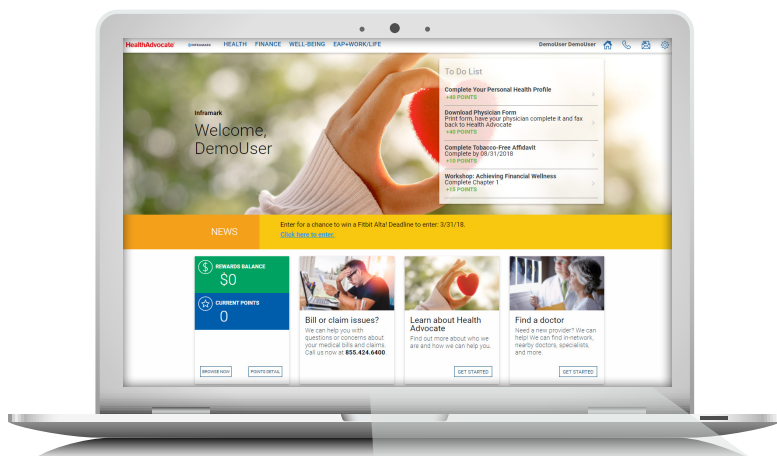 HealthAdvocate
INFRAMARK
HEALTH
FINANCE
WELL-BEING
EAP+WORK/LIFE
DemoUser DemoUser
Inframark
Welcome,
DemoUser
To Do List
Complete Your Personal Health Profile
+40 POINTS
Download Physician Form
Print form, have your physician complete it and fax
back to Health Advocate
+40 POINTS
Complete Tobacco-Free Affidavit
Complete by 08/31/2018
+10 POINTS
Workshop: Achieving Financial Wellness
Complete Chapter 1
+15 POINTS
NEWS
Enter for a chance to win a Fitbit Alta! Deadline to enter: 3/31/18.
Click here to enter.
REWARDS BALANCE
$0
CURRENT POINTS
0
BROWSE NOW
POINTS DETAIL
Bill or claim issues?
We can help you with
questions or concerns about
your medical bills and claims.
Call us now at 855.424.6400.
Learn about Health
Advocate
Find out more about who we
are and how we can help you.
GET STARTED
Find a doctor
Need a new provider? We can
help! We can find in-network,
nearby doctors, specialists,
and more.
GET STARTED